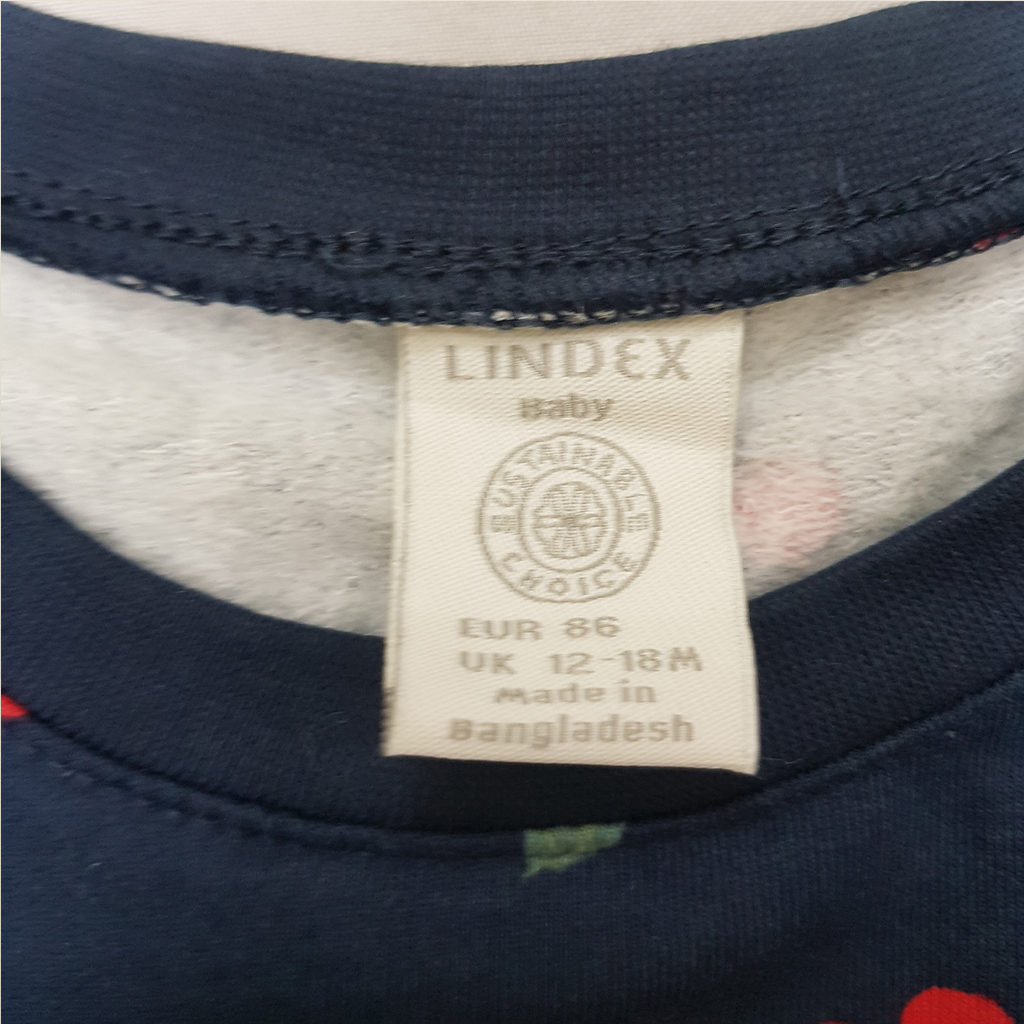 LINDEX
Baby
SUSTAINABLE
CHOICE
EUR 86
UK 12-18M
Made in
Bangladesh